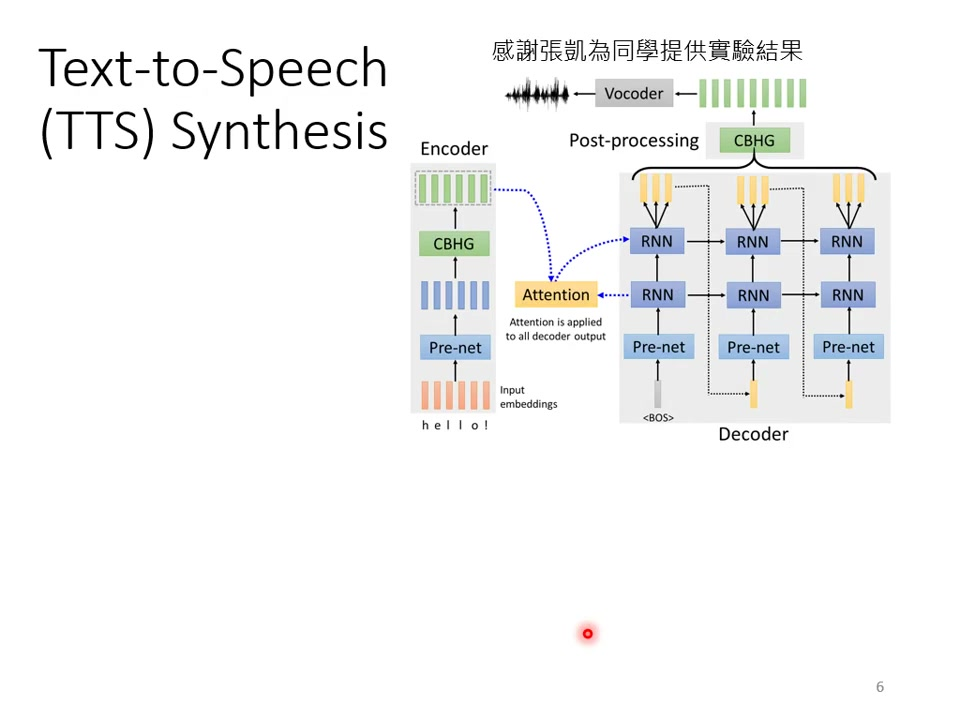 Text-to-Speech
(TTS) Synthesis
感謝張凱為同學提供實驗結果
Vocoder
Post-processing
CBHG
Encoder
CBHG
RNN
RNN
RNN
Attention
RNN
RNN
RNN
Attention is applied
to all decoder output
Pre-net
Pre-net
Pre-net
Pre-net
Input
embeddings
<BOS>
h e l l o !
Decoder
6